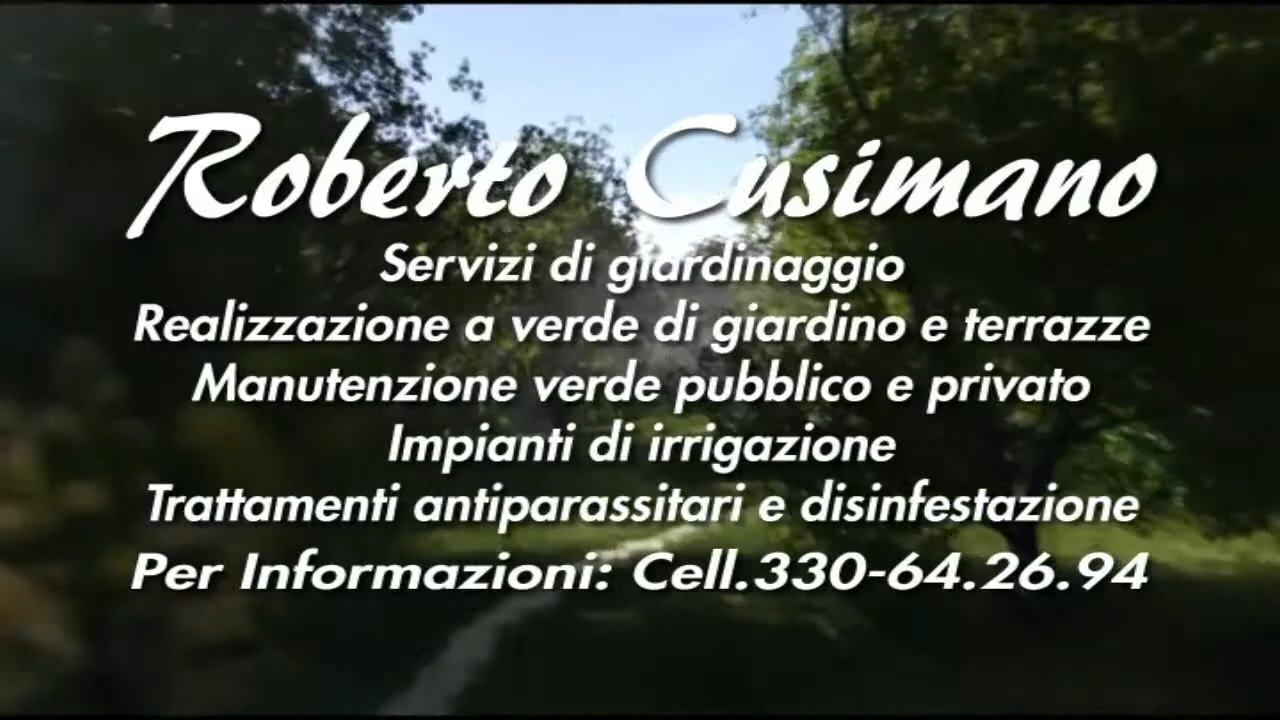 Roberto Cusimano
Servizi di giardinaggio
Realizzazione a verde di giardino e terrazze
Manutenzione verde pubblico e privato
Impianti di irrigazione
Trattamenti antiparassitari e disinfestazione
Per Informazioni: Cell.330-64.26.94